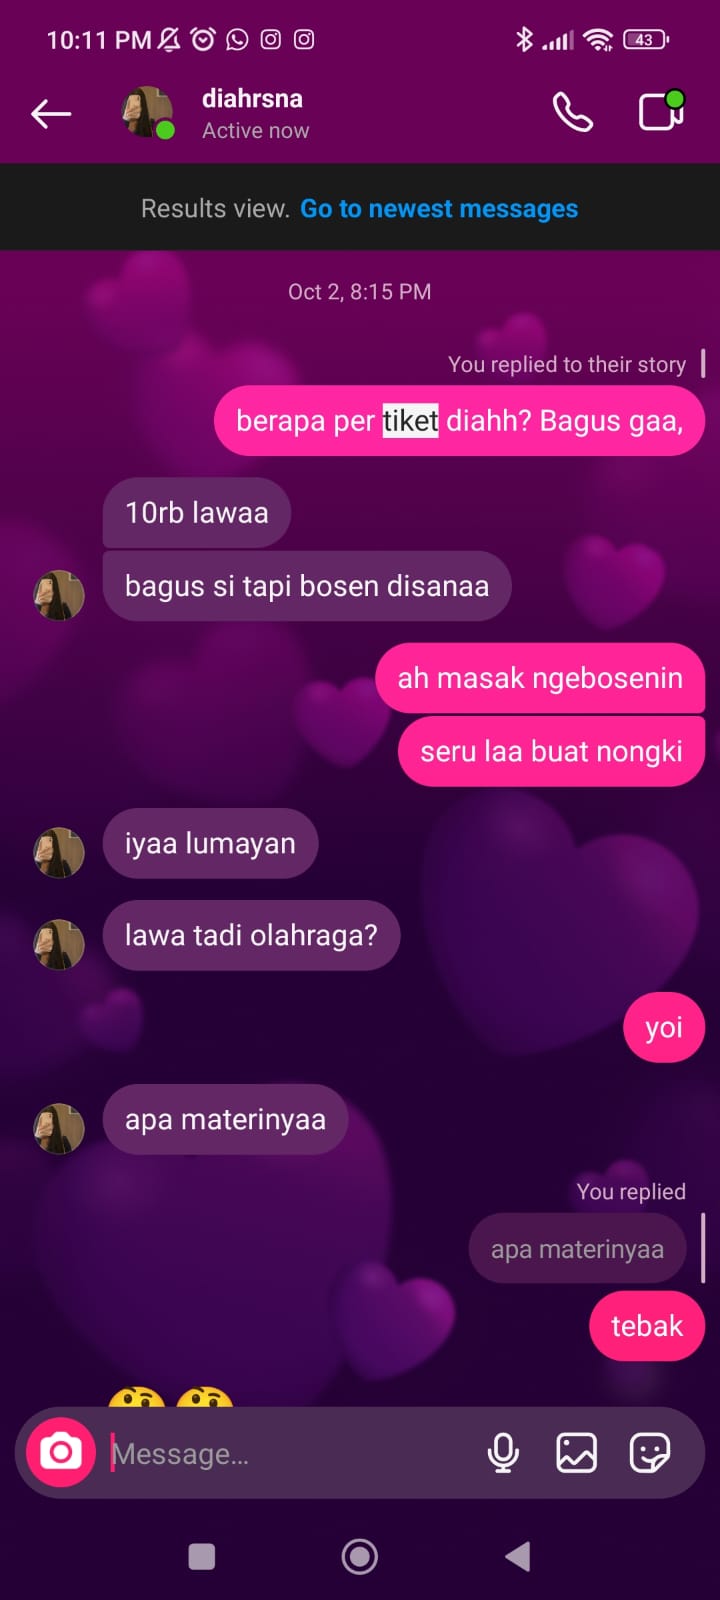 10:11 PM
43
diahrsna
Active now
Results view. Go to newest messages
Oct 2, 8:15 PM
You replied to their story
berapa per tiket diahh? Bagus gaa,
10rb lawaa
bagus si tapi bosen disanaa
ah masak ngebosenin
seru laa buat nongki
iyaa lumayan
lawa tadi olahraga?
yoi
apa materinyaa
You replied
apa materinyaa
tebak
Message...